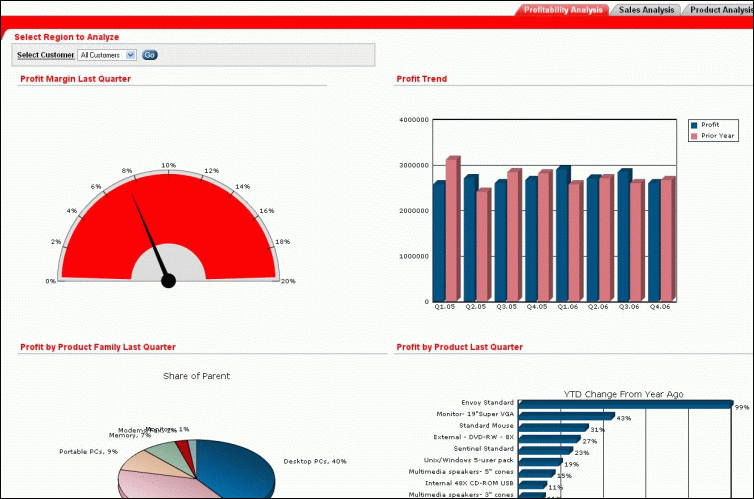 Profitability Analysis Sales Analysis Product Analysis
Select Region to Analyze
Select Customer All Customers Go
Profit Margin Last Quarter
0% 2% 4% 6% 8% 10% 12% 14% 16% 18% 20%
Profit Trend
4000000
3000000
2000000
1000000
0
Q1.05 Q2.05 Q3.05 Q4.05 Q1.06 Q2.06 Q3.06 Q4.06
Profit
Prior Year
Profit by Product Family Last Quarter
Share of Parent
1%
Memory, 7%
Portable PCs, 9%
Desktop PCs, 40%
Profit by Product Last Quarter
YTD Change From Year Ago
Envoy Standard 99%
Monitor- 19"Super VGA 43%
Standard Mouse 31%
External - DVD-RW - 8X 27%
Sentinel Standard 23%
Unix/Windows 5-user pack 19%
Multimedia speakers- 5" cones 15%
Internal 48X CD-ROM USB 11%
Multimedia speakers- 3" cones